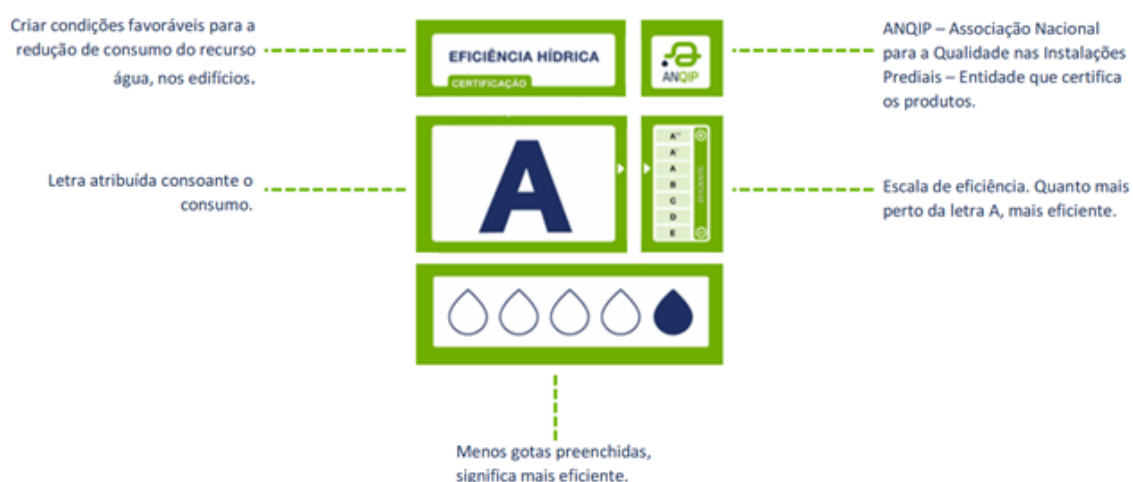 Criar condições favoráveis para a
redução de consumo do recurso
água, nos edifícios.
EFICIÊNCIA HÍDRICA
CERTIFICAÇÃO
ANQIP
ANQIP – Associação Nacional
para a Qualidade nas Instalações
Prediais – Entidade que certifica
os produtos.
Letra atribuída consoante o
consumo.
A
A++
A+
A
B
C
D
E
EFICIENTE
Escala de eficiência. Quanto mais
perto da letra A, mais eficiente.
Menos gotas preenchidas,
significa mais eficiente.